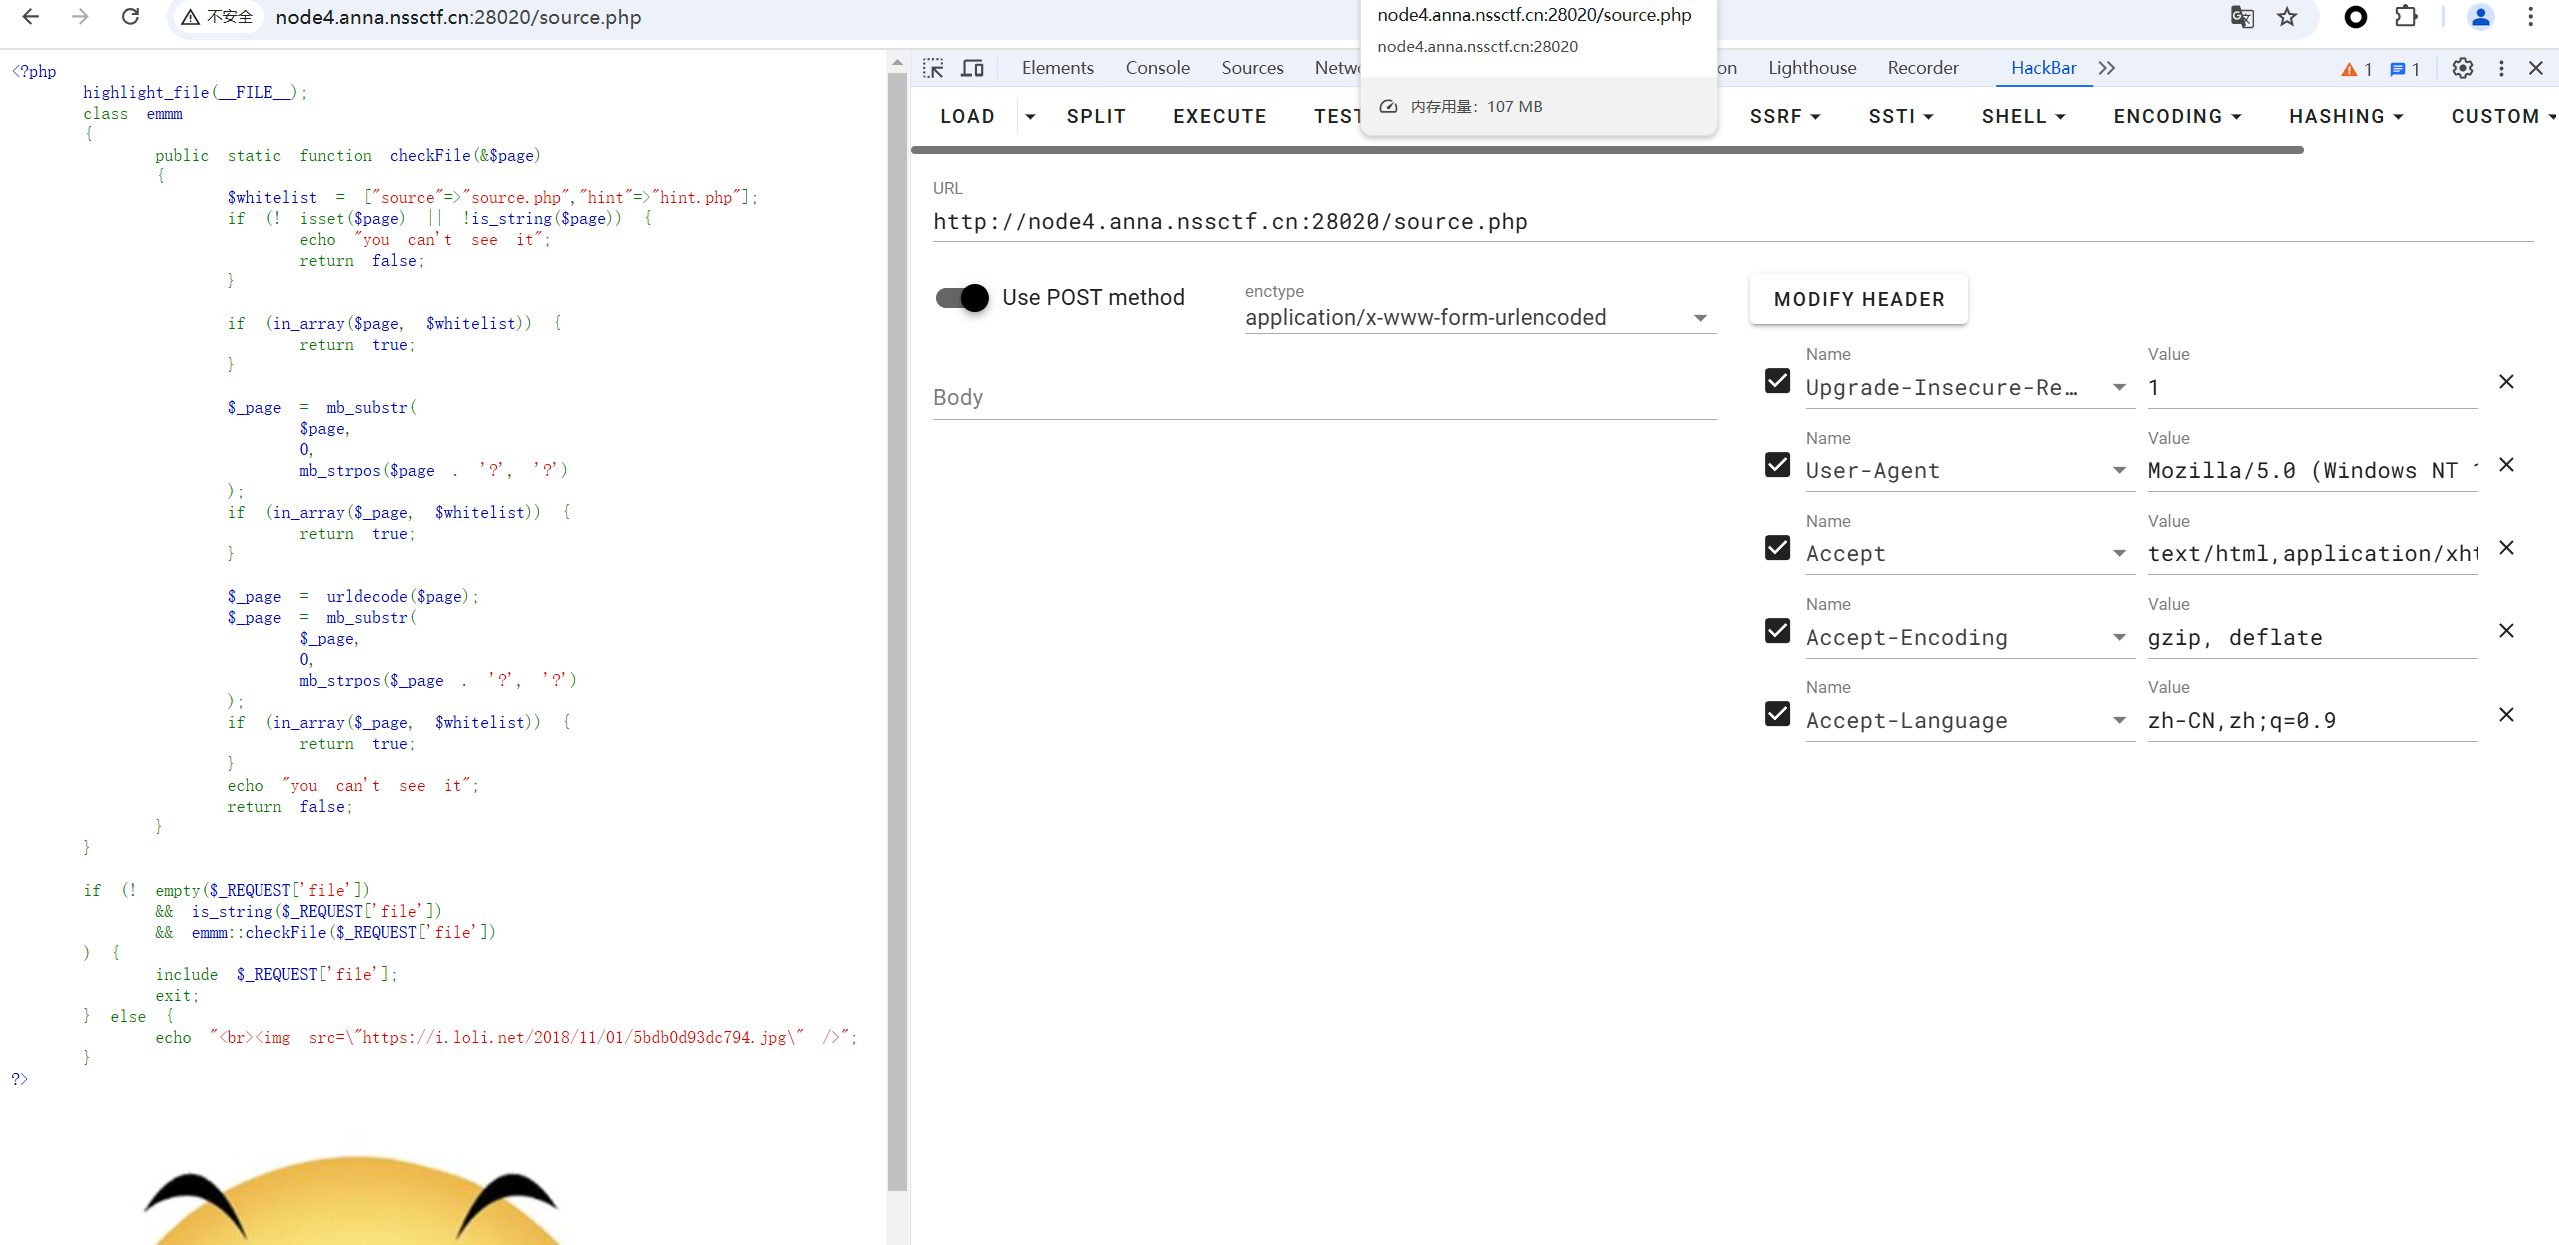 不安全 node4.anna.nssctf.cn:28020/source.php
node4.anna.nssctf.cn:28020/source.php
node4.anna.nssctf.cn:28020
内存用量：107 MB
<?php
highlight_file(__FILE__);
class emmm
{
public static function checkFile(&$page)
{
$whitelist = ["source"=>"source.php","hint"=>"hint.php"];
if (! isset($page) || !is_string($page)) {
echo "you can't see it";
return false;
}
if (in_array($page, $whitelist)) {
return true;
}
$_page = mb_substr(
$page,
0,
mb_strpos($page . '?', '?')
);
if (in_array($_page, $whitelist)) {
return true;
}
$_page = urldecode($page);
$_page = mb_substr(
$_page,
0,
mb_strpos($_page . '?', '?')
);
if (in_array($_page, $whitelist)) {
return true;
}
echo "you can't see it";
return false;
}
}
if (! empty($_REQUEST['file'])
&& is_string($_REQUEST['file'])
&& emmm::checkFile($_REQUEST['file'])
) {
include $_REQUEST['file'];
exit;
} else {
echo "<br><img src=\"https://i.loli.net/2018/11/01/5bdb0d93dc794.jpg\" />";
}
?>
Elements Console Sources Lighthouse Recorder HackBar 1 1
LOAD SPLIT EXECUTE TEST SSRF SSTI SHELL ENCODING HASHING CUSTOM
URL
http://node4.anna.nssctf.cn:28020/source.php
Use POST method
enctype
application/x-www-form-urlencoded
MODIFY HEADER
Body
Name Value
Upgrade-Insecure-Re… 1
Name Value
User-Agent Mozilla/5.0 (Windows NT
Name Value
Accept text/html,application/xht
Name Value
Accept-Encoding gzip, deflate
Name Value
Accept-Language zh-CN,zh;q=0.9